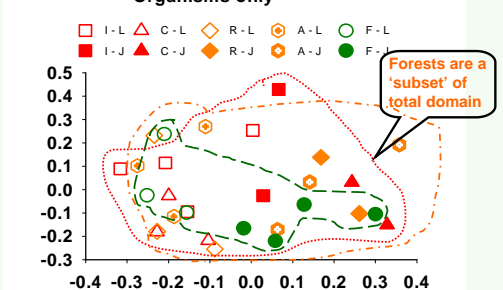 Organisms only
I - L C - L R - L A - L F - L
I - J C - J R - J A - J F - J
Forests are a
‘subset’ of
total domain
0.5
0.4
0.3
0.2
0.1
0.0
-0.1
-0.2
-0.3
-0.4 -0.3 -0.2 -0.1 0.0 0.1 0.2 0.3 0.4